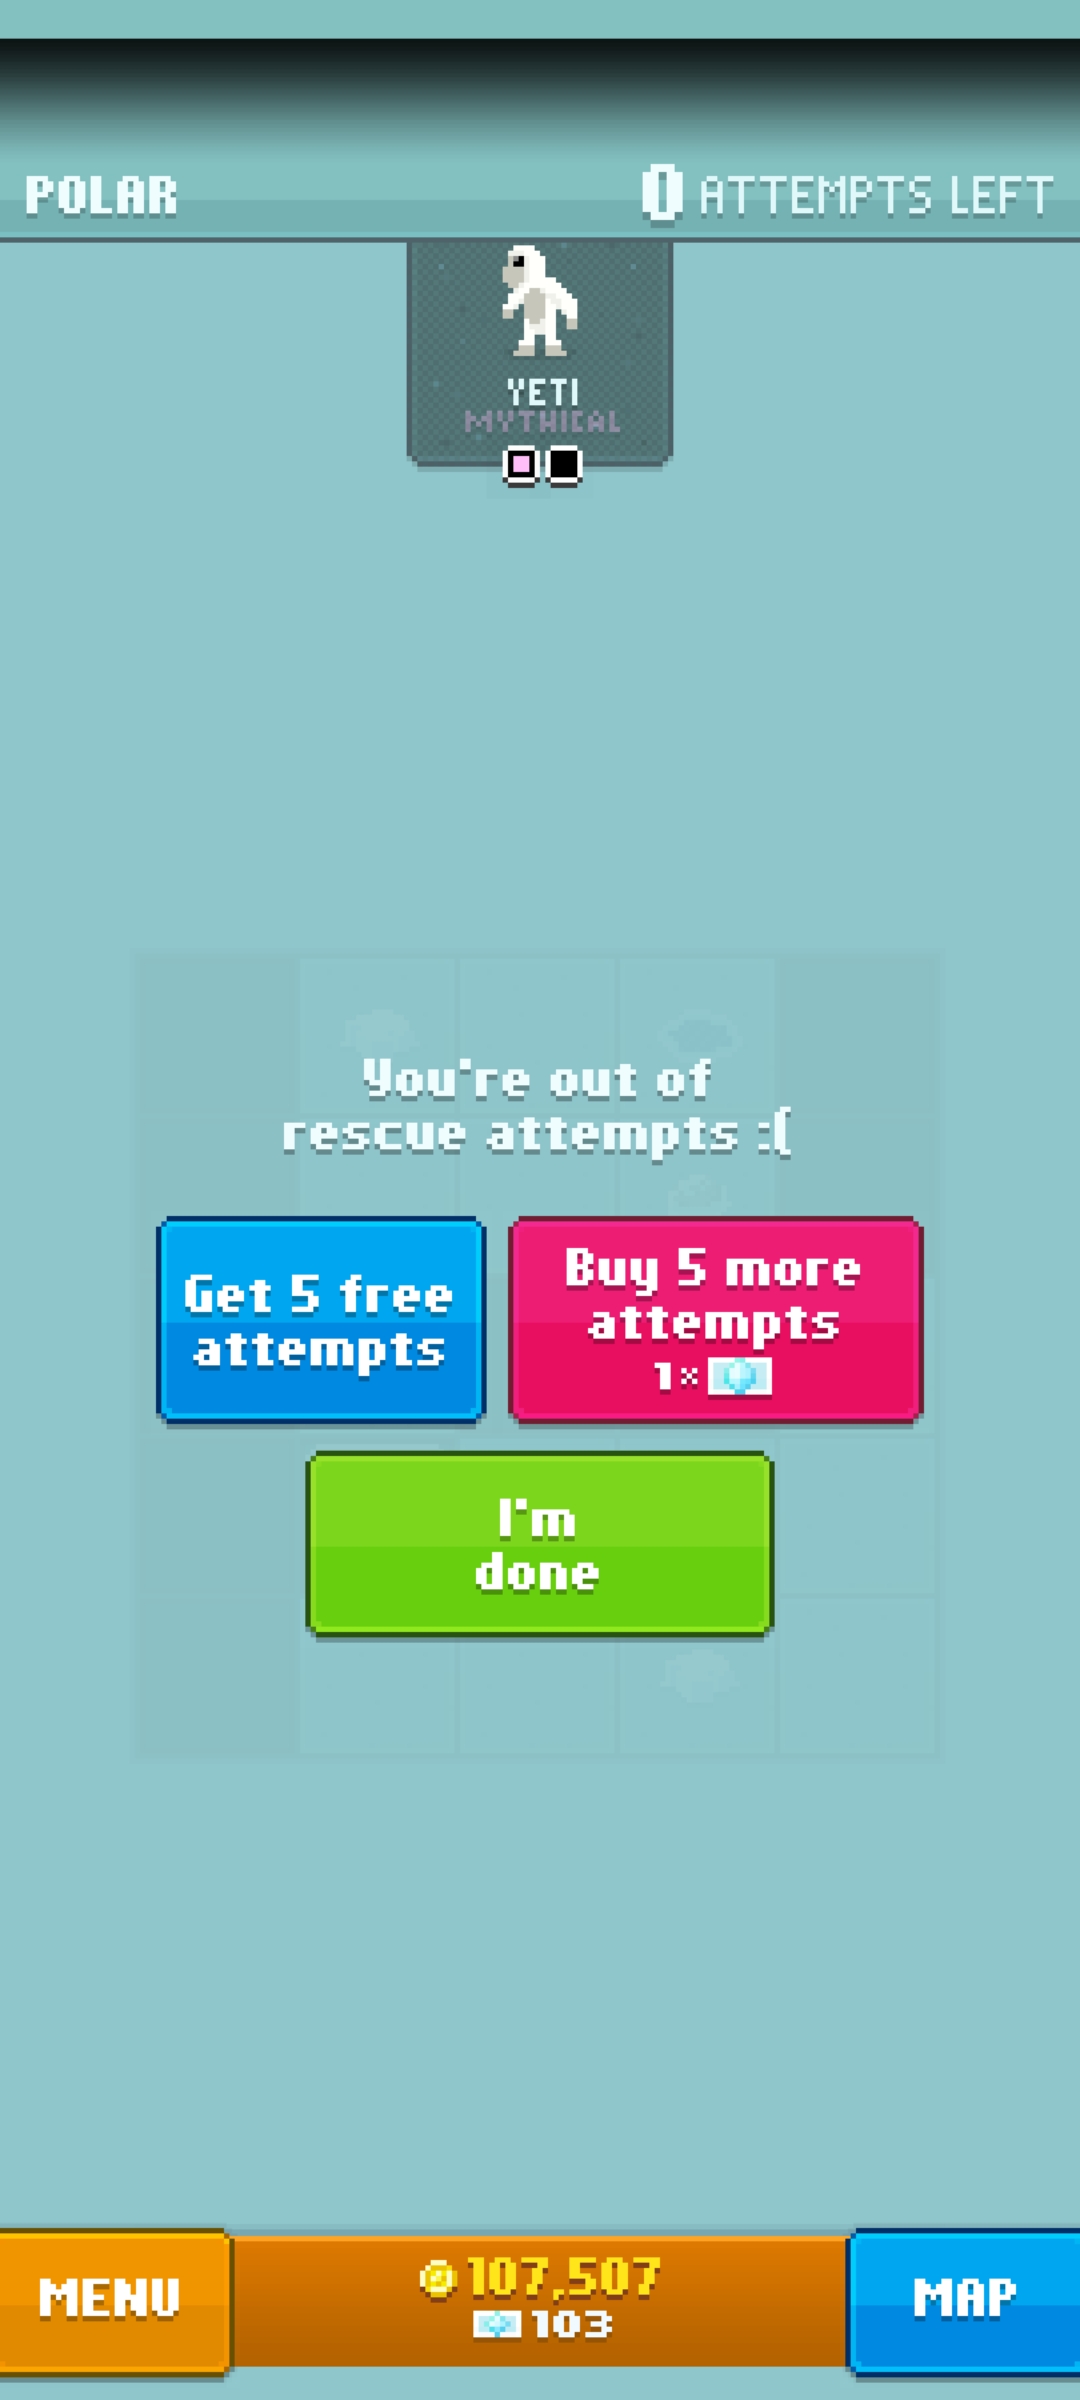 POLAR
0 ATTEMPTS LEFT
YETI
MYTHICAL
You're out of
rescue attempts :(
Get 5 free
attempts
Buy 5 more
attempts
1×
I'm
done
MENU
107,507
103
MAP